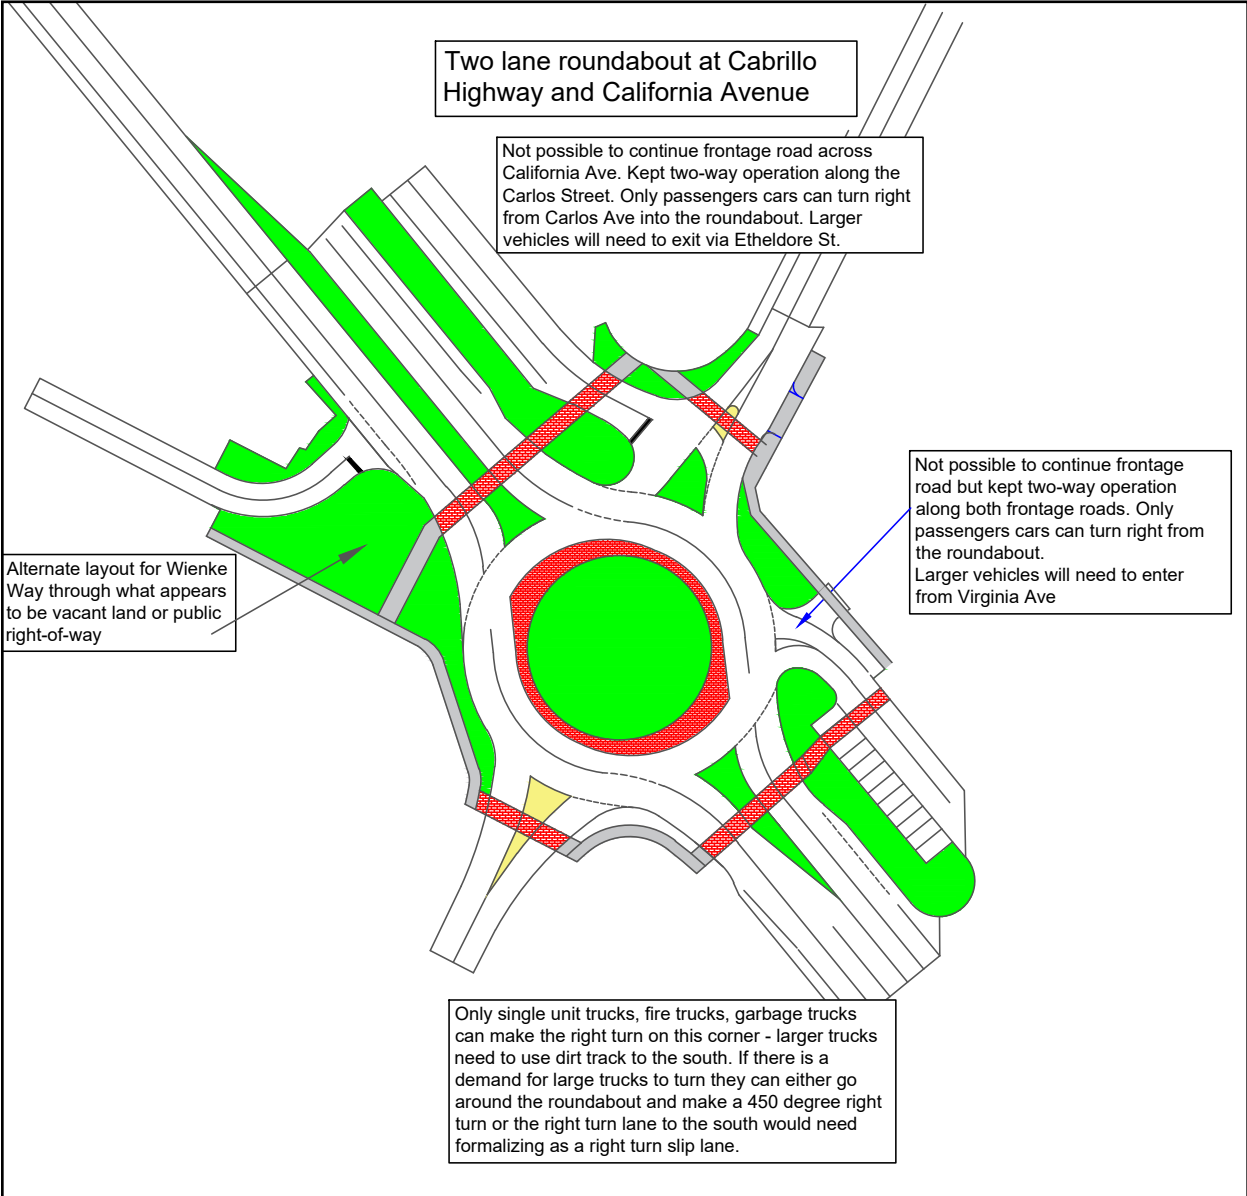 Two lane roundabout at Cabrillo
Highway and California Avenue
Not possible to continue frontage road across
California Ave. Kept two-way operation along the
Carlos Street. Only passengers cars can turn right
from Carlos Ave into the roundabout. Larger
vehicles will need to exit via Etheldore St.
Not possible to continue frontage
road but kept two-way operation
along both frontage roads. Only
passengers cars can turn right from
the roundabout.
Larger vehicles will need to enter
from Virginia Ave
Alternate layout for Wienke
Way through what appears
to be vacant land or public
right-of-way
Only single unit trucks, fire trucks, garbage trucks
can make the right turn on this corner - larger trucks
need to use dirt track to the south. If there is a
demand for large trucks to turn they can either go
around the roundabout and make a 450 degree right
turn or the right turn lane to the south would need
formalizing as a right turn slip lane.